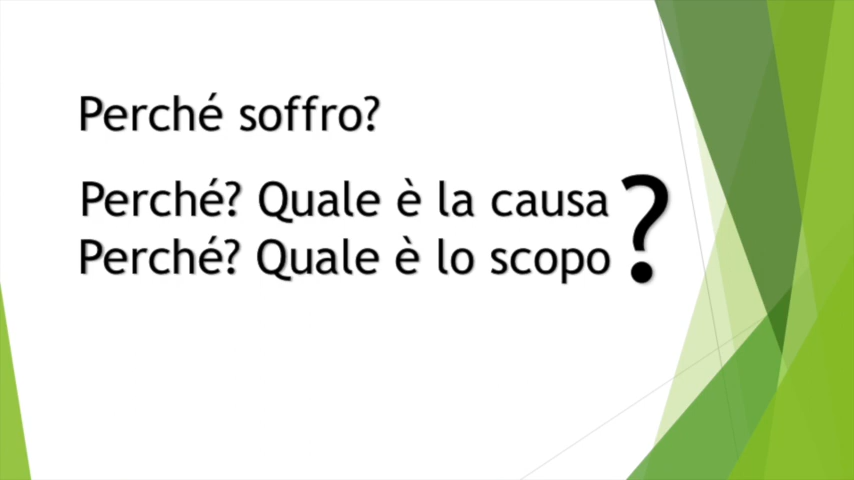 Perché soffro?
Perché? Quale è la causa
Perché? Quale è lo scopo
?